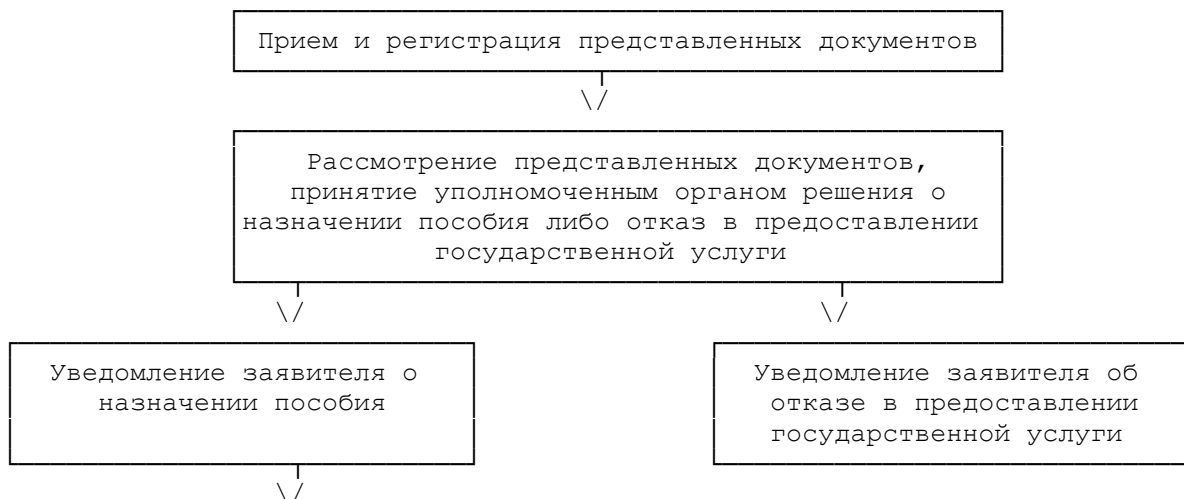 Прием и регистрация представленных документов
\/
Рассмотрение представленных документов,
принятие уполномоченным органом решения о
назначении пособия либо отказ в предоставлении
государственной услуги
\/ \/
Уведомление заявителя о
назначении пособия
Уведомление заявителя об
отказе в предоставлении
государственной услуги
\/